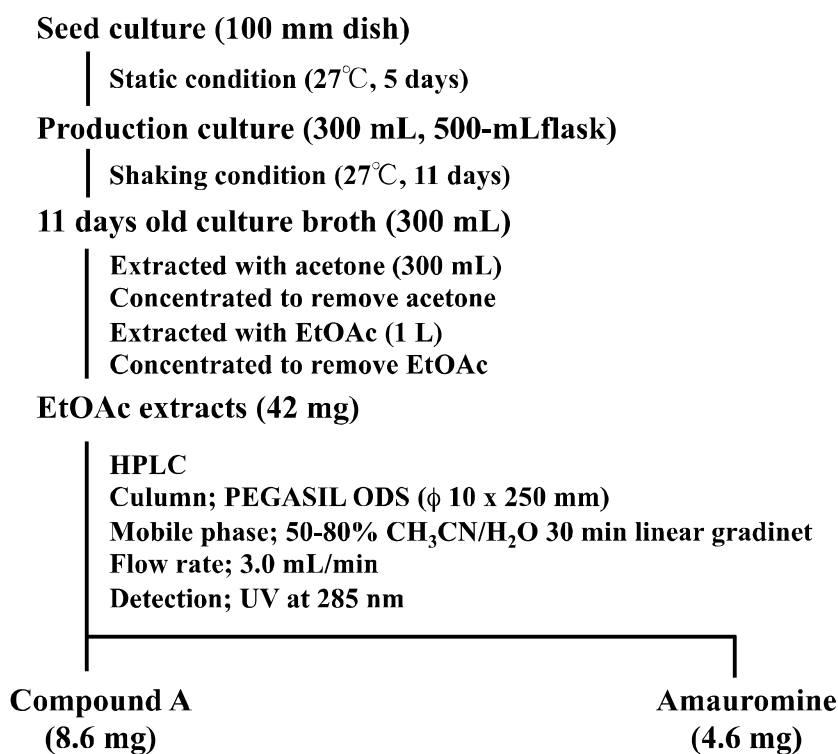 Seed culture (100 mm dish)
Static condition (27℃, 5 days)
Production culture (300 mL, 500-mLflask)
Shaking condition (27℃, 11 days)
11 days old culture broth (300 mL)
Extracted with acetone (300 mL)
Concentrated to remove acetone
Extracted with EtOAc (1 L)
Concentrated to remove EtOAc
EtOAc extracts (42 mg)
HPLC
Culumn; PEGASIL ODS (ϕ 10 x 250 mm)
Mobile phase; 50-80% CH₃CN/H₂O 30 min linear gradinet
Flow rate; 3.0 mL/min
Detection; UV at 285 nm
Compound A
(8.6 mg)
Amauromine
(4.6 mg)